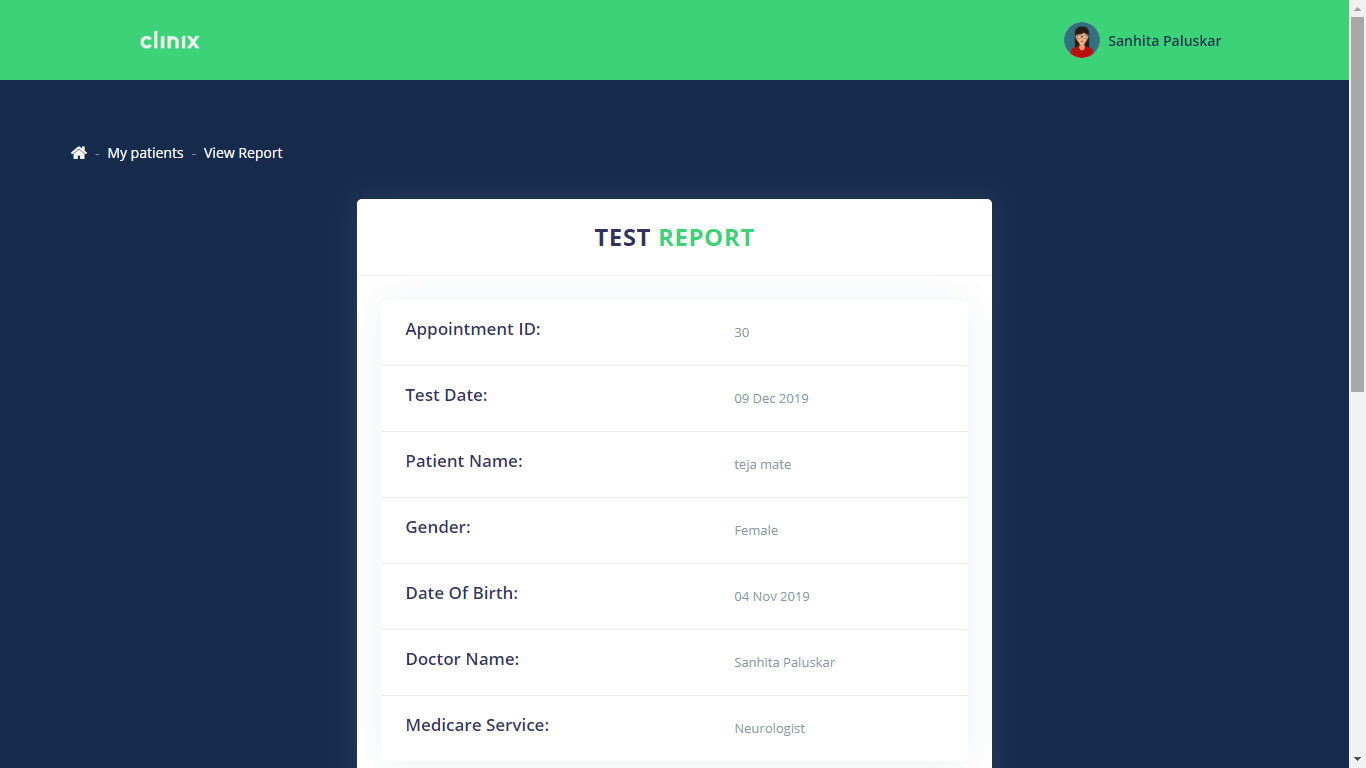 clinix
Sanhita Paluskar
- My patients - View Report
TEST REPORT
Appointment ID: 30
Test Date: 09 Dec 2019
Patient Name: teja mate
Gender: Female
Date Of Birth: 04 Nov 2019
Doctor Name: Sanhita Paluskar
Medicare Service: Neurologist